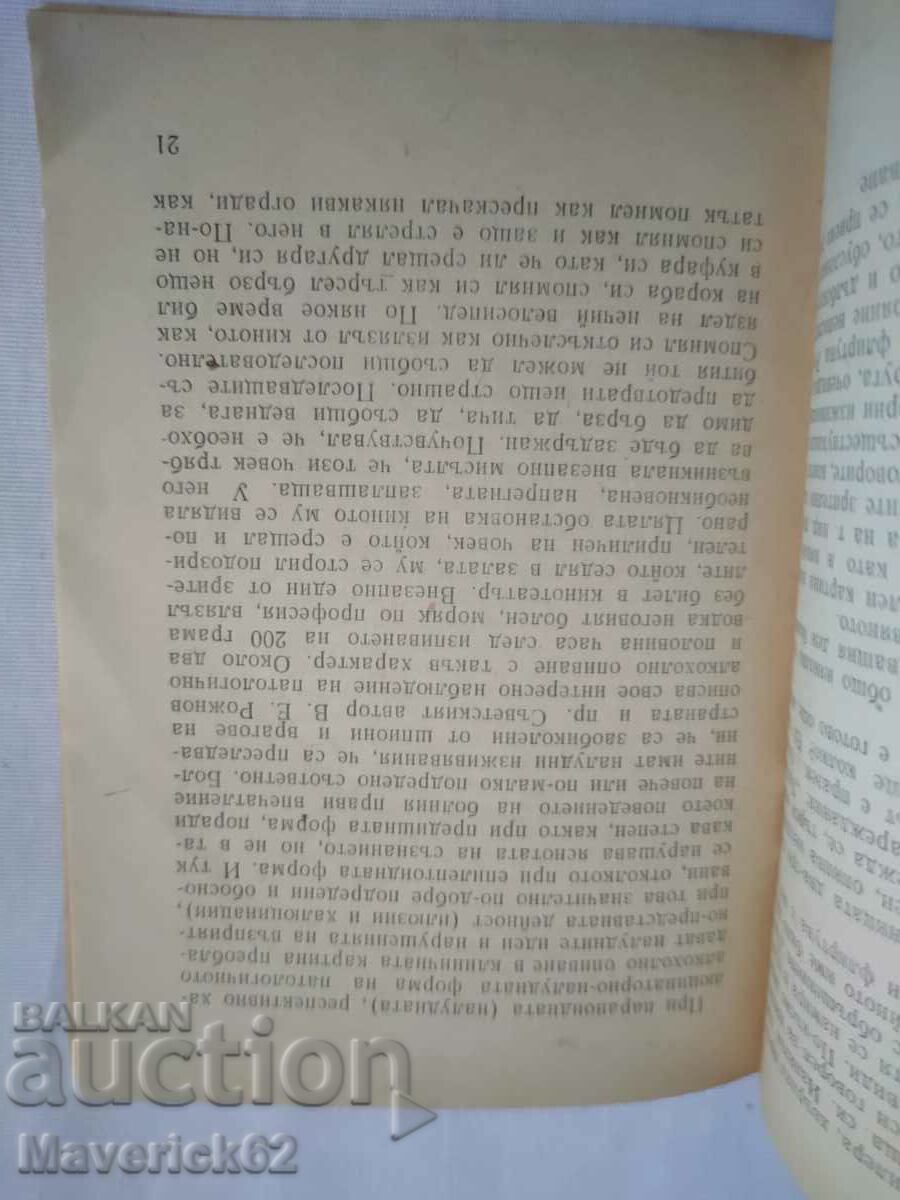 При параноидната (налудната), респективно ха-
люцинаторно-налудната форма на патологичното
алкохолно опиване в клиничната картина преобла-
дават налудните идеи и нарушенията на възприят-
но-представната дейност (илюзии и халюцинации),
при това значително по-добре подредени и обосно-
вани, отколкото при епилептоидната форма. И тук
се нарушава яснотата на съзнанието, но не в та-
кава степен, както при предишната форма, поради
което поведението на болния прави впечатление
на повече или по-малко подредено съответно. Бол-
ните имат налудни изживявания, че са преследва-
ни, че са заобиколени от шпиони и врагове на
страната и пр. Съветският автор В. Е. Рожнов
описва свое интересно наблюдение на патологично
алкохолно опиване с такъв характер. Около два
и половина часа след изпиването на 200 грама
водка неговият болен, моряк по професия, влязъл
без билет в кинотеатър. Внезапно един от зрите-
лите, който седял в залата, му се сторил подозри-
телен, приличен на човек, който е срещал и по-
рано. Цялата обстановка на киното му се видяла
необикновена, напрегната, заплашваща. У него
възникнала внезапно мисълта, че този човек тряб-
ва да бъде задържан. Почувствувал, че е необхо-
димо да бърза, да тича, да съобщи веднага, за
да предотврати нещо страшно. Последващите съ-
бития той не можел да съобщи последователно.
Спомнял си откъслечно как излязъл от киното, как
яздел на нечий велосипед. По някое време бил
на кораба си, спомнял си как търсел бързо нещо
в куфара си, като че ли срещал другаря си, но не
си спомнял как и защо е стрелял в него. По-на-
татък помнел как прескачал някакви огради, как
21
BALKAN
auction
Maverick62